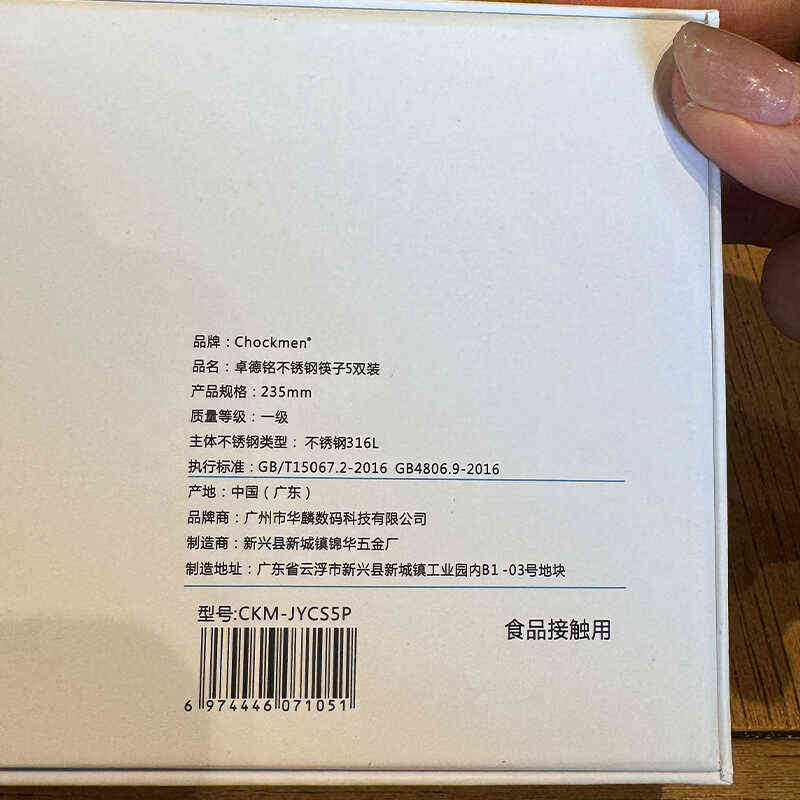 品牌：Chockmen®
品名：卓德铭不锈钢筷子5双装
产品规格：235mm
质量等级：一级
主体不锈钢类型： 不锈钢316L
执行标准：GB/T15067.2-2016 GB4806.9-2016
产地：中国（广东）
品牌商：广州市华麟数码科技有限公司
制造商：新兴县新城镇锦华五金厂
制造地址：广东省云浮市新兴县新城镇工业园内B1-03号地块
型号:CKM-JYCS5P
食品接触用
6 974446 071051